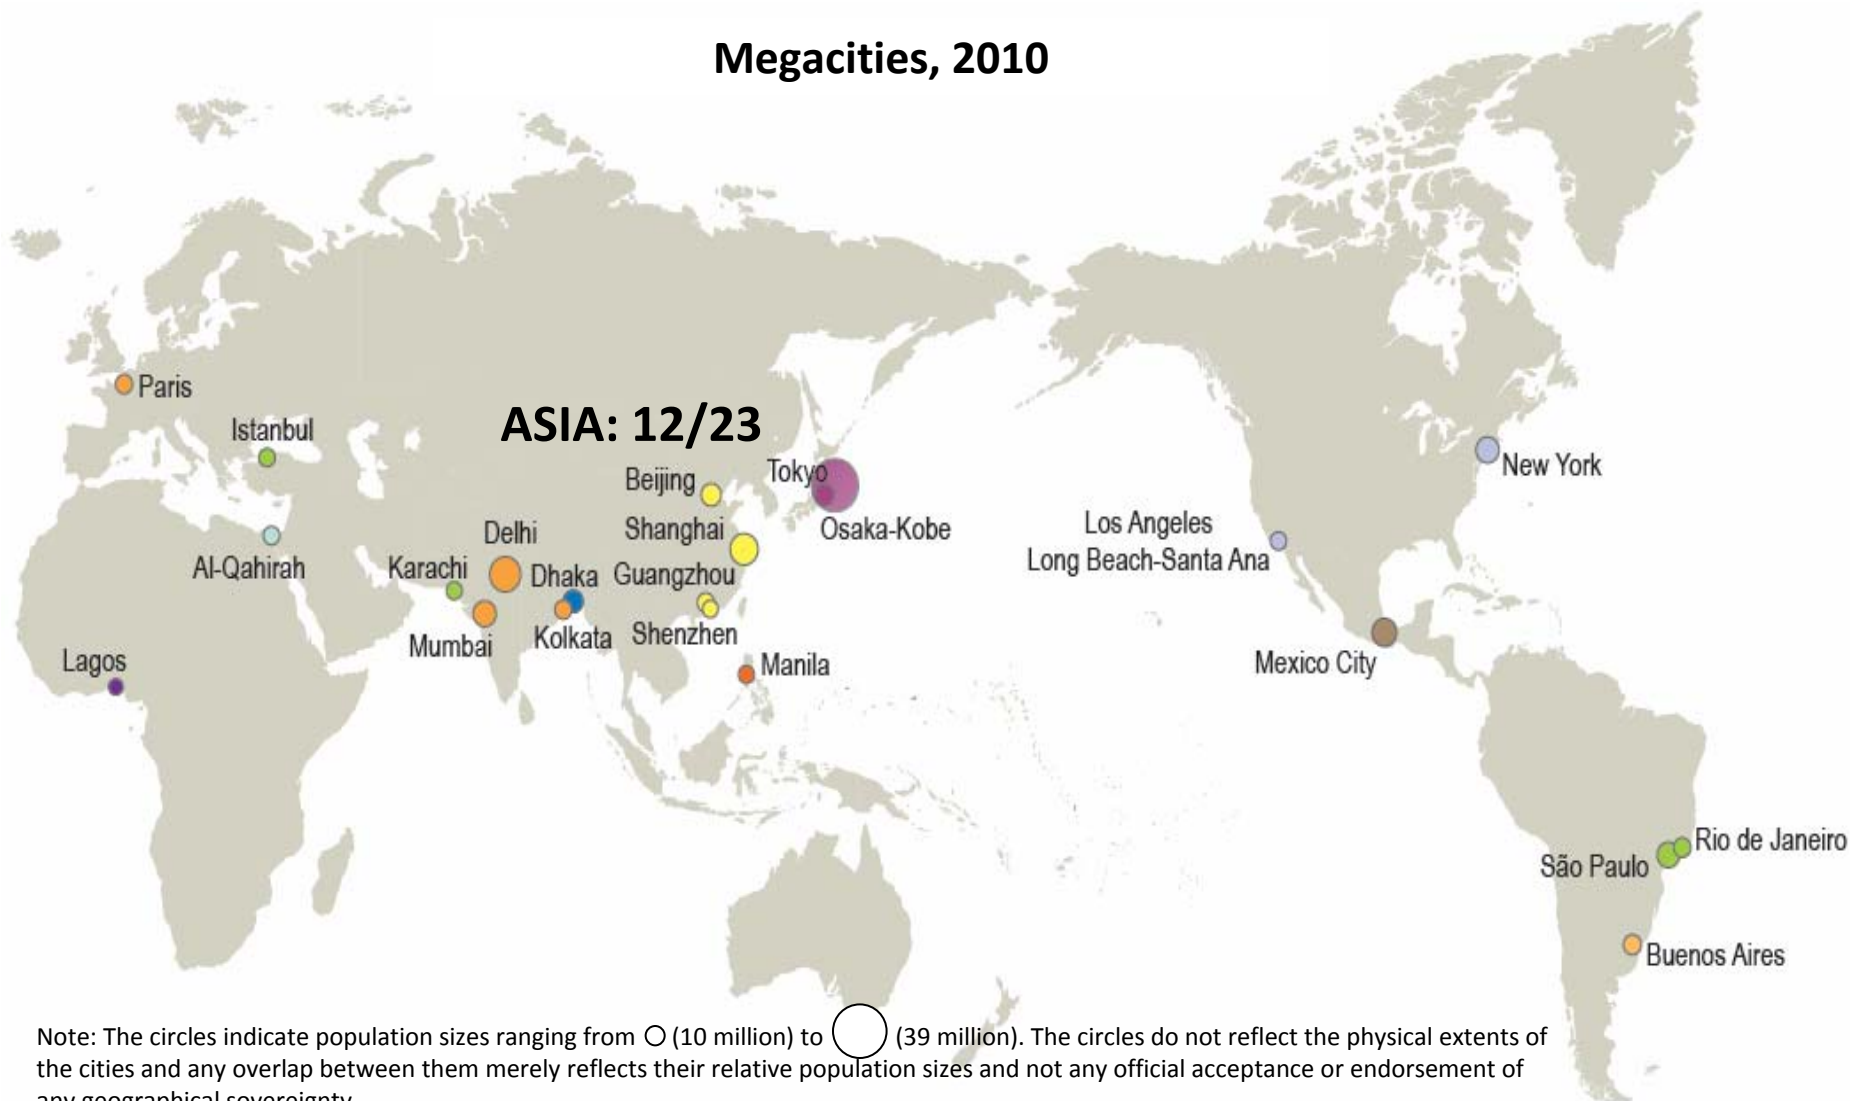 Megacities, 2010
Paris
Istanbul
ASIA: 12/23
Beijing
Tokyo
New York
Delhi
Shanghai
Osaka-Kobe
Los Angeles
Long Beach-Santa Ana
Al-Qahirah
Karachi
Dhaka
Guangzhou
Mumbai
Kolkata
Shenzhen
Lagos
Manila
Mexico City
Rio de Janeiro
São Paulo
Buenos Aires
Note: The circles indicate population sizes ranging from (10 million) to (39 million). The circles do not reflect the physical extents of
the cities and any overlap between them merely reflects their relative population sizes and not any official acceptance or endorsement of
any geographical sovereignty